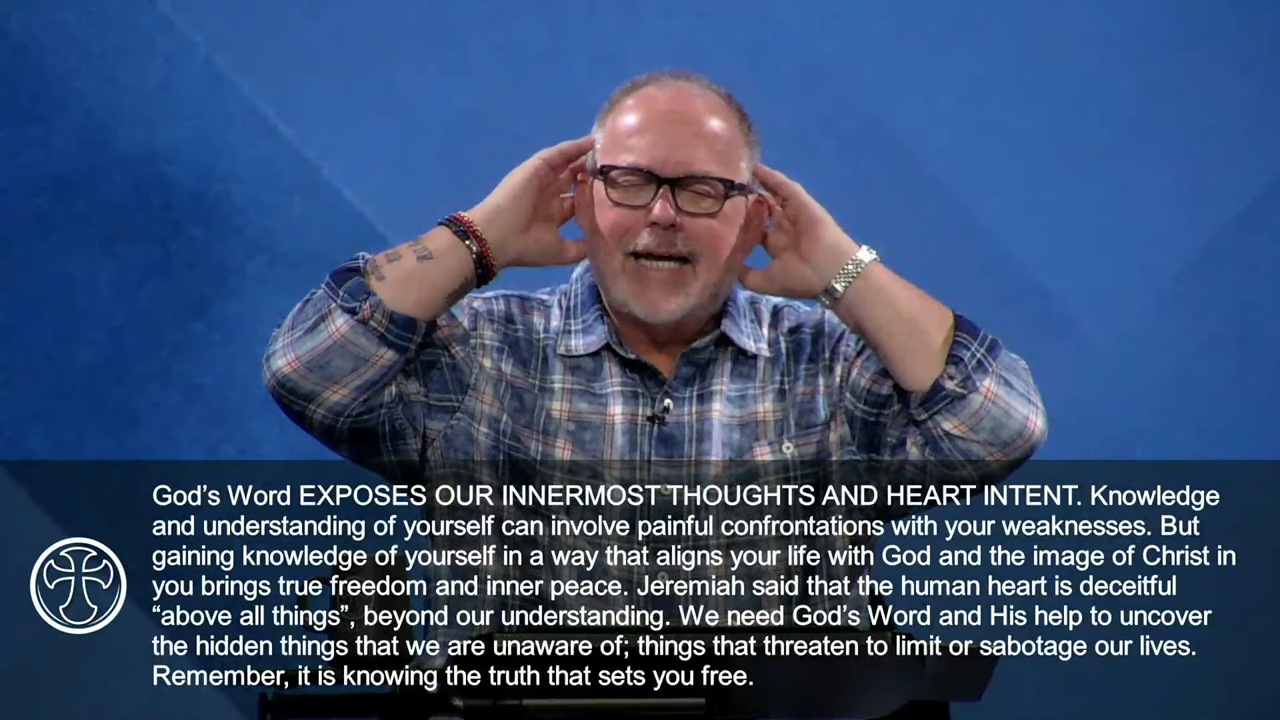 God’s Word EXPOSES OUR INNERMOST THOUGHTS AND HEART INTENT. Knowledge
and understanding of yourself can involve painful confrontations with your weaknesses. But
gaining knowledge of yourself in a way that aligns your life with God and the image of Christ in
you brings true freedom and inner peace. Jeremiah said that the human heart is deceitful
“above all things”, beyond our understanding. We need God’s Word and His help to uncover
the hidden things that we are unaware of; things that threaten to limit or sabotage our lives.
Remember, it is knowing the truth that sets you free.